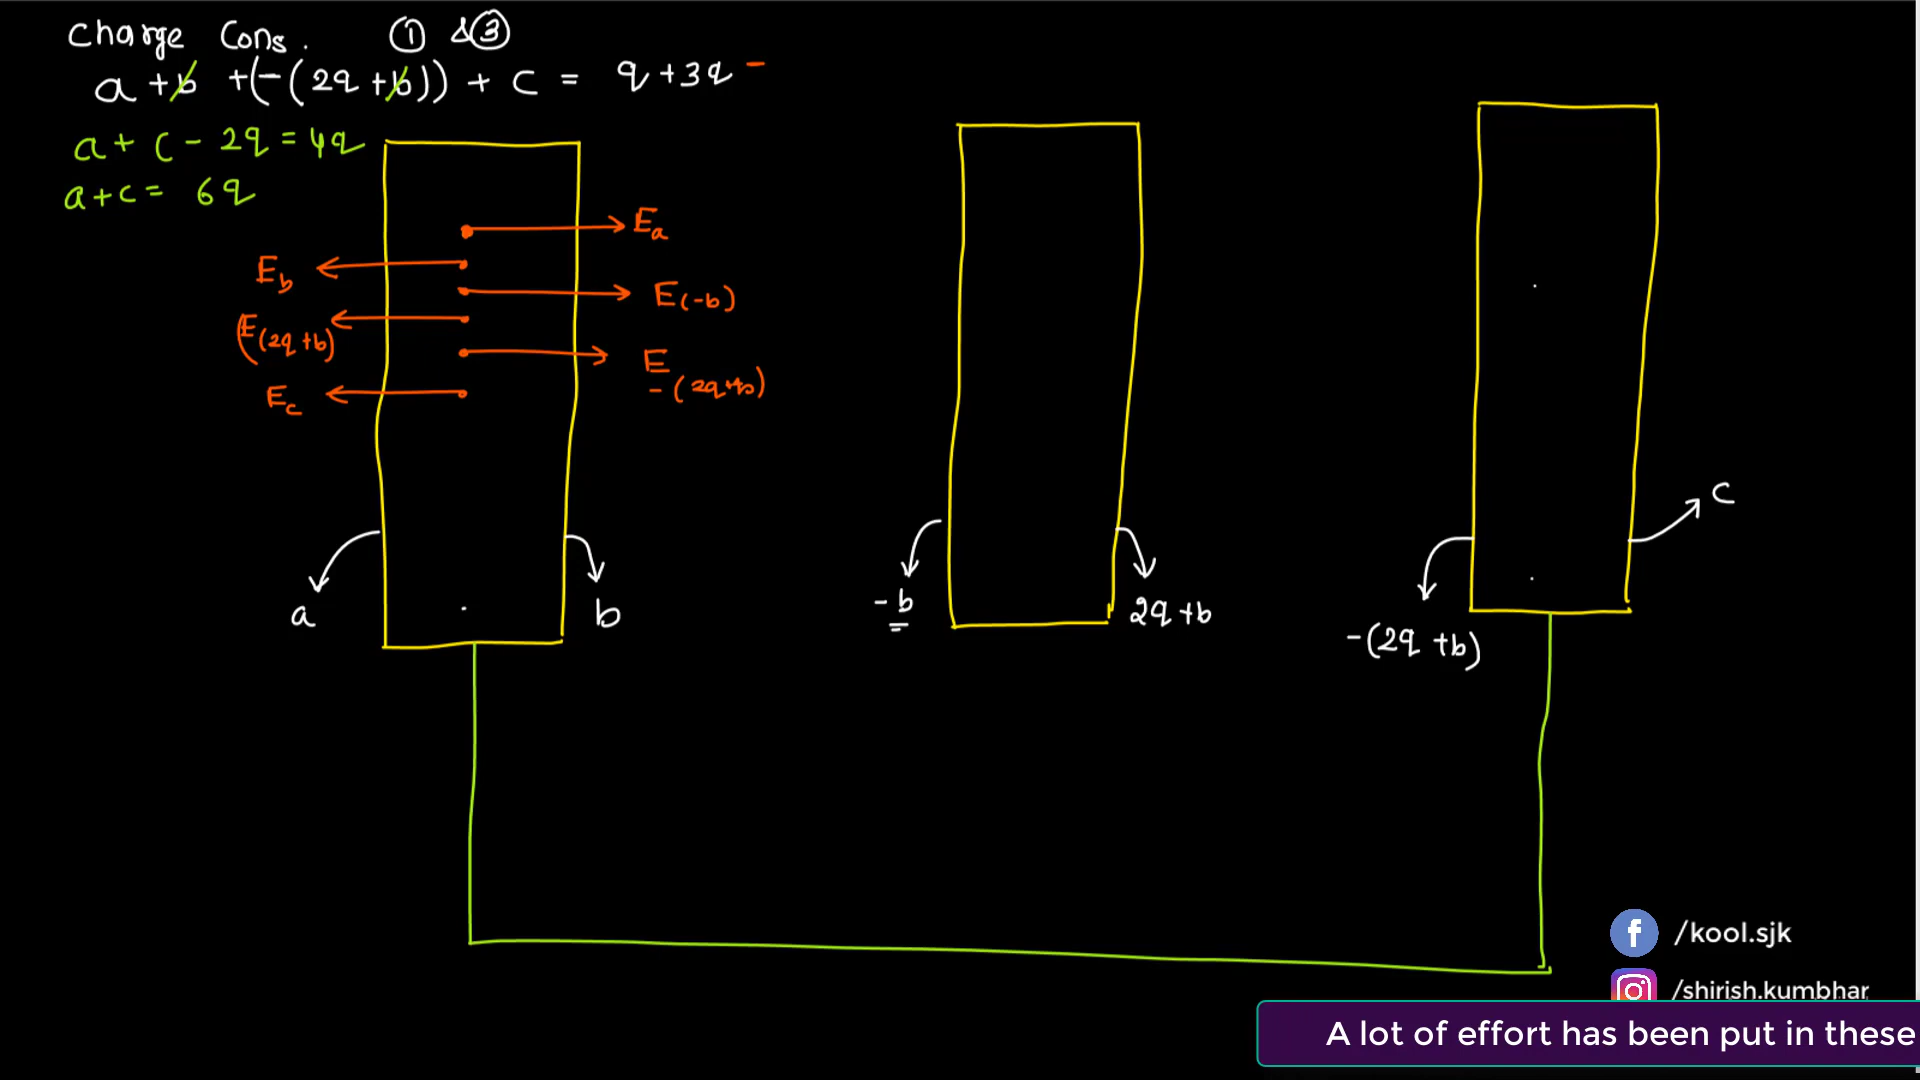 Charge Cons. ① & ③
a + b + (-(2q + b)) + c = q + 3q -
a + c - 2q = 4q
a + c = 6q
Ea
Eb
E(-b)
E(2q + b)
E-(2q+b)
Ec
c
a
b
-b
2q + b
-(2q + b)
f /kool.sjk
/shirish.kumbhar
A lot of effort has been put in these